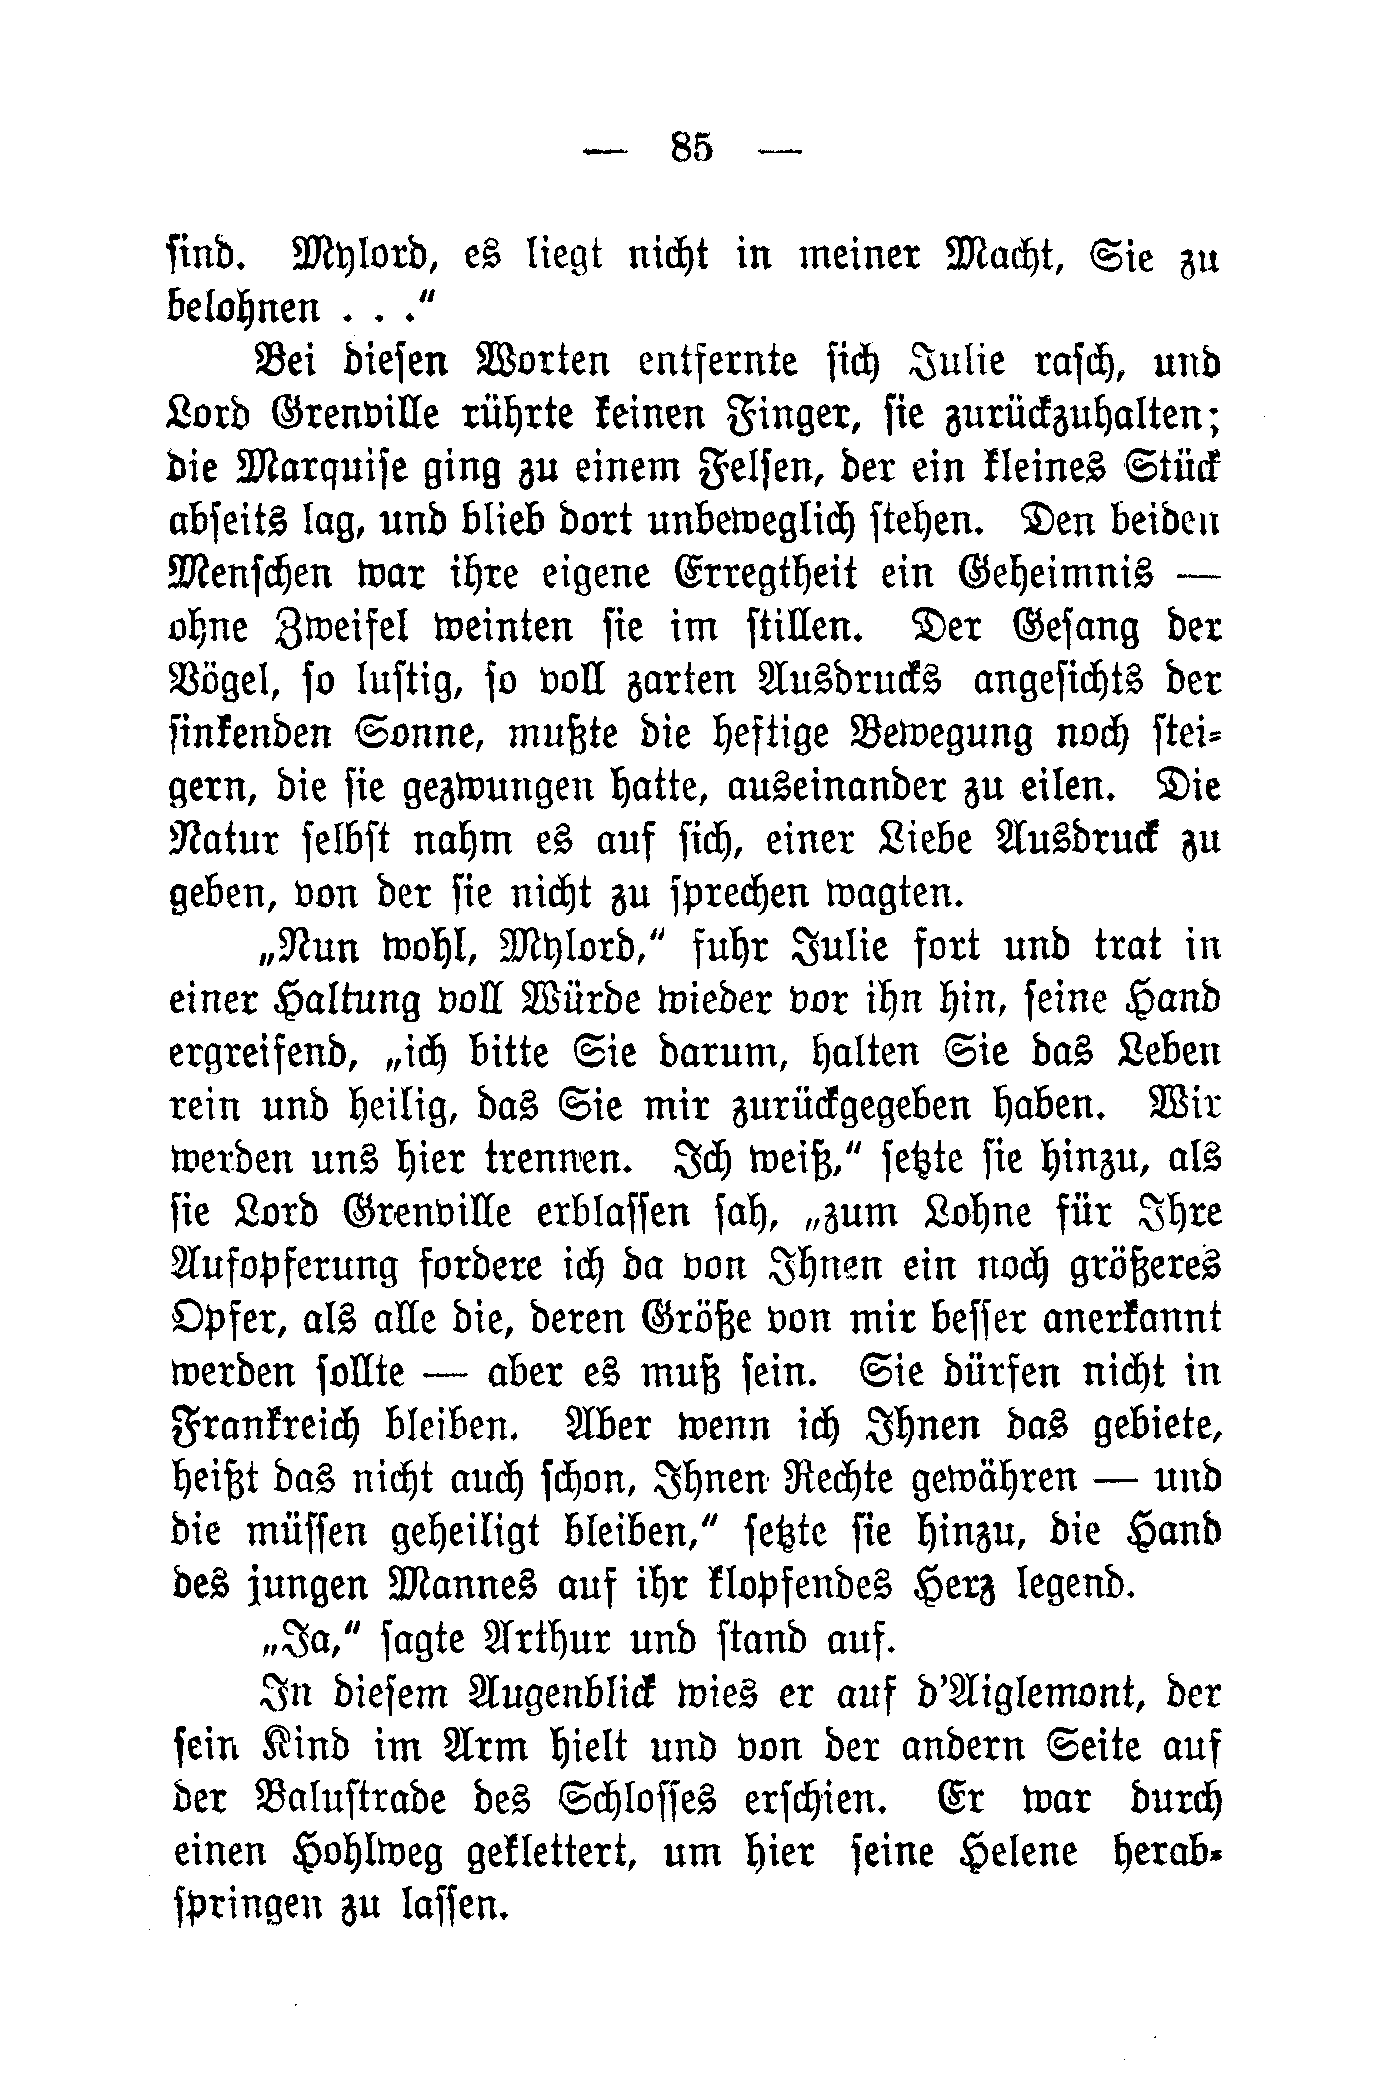 — 85 —
sind. Mylord, es liegt nicht in meiner Macht, Sie zu
belohnen . . .“
Bei diesen Worten entfernte sich Julie rasch, und
Lord Grenville rührte keinen Finger, sie zurückzuhalten;
die Marquise ging zu einem Felsen, der ein kleines Stück
abseits lag, und blieb dort unbeweglich stehen. Den beiden
Menschen war ihre eigene Erregtheit ein Geheimnis —
ohne Zweifel weinten sie im stillen. Der Gesang der
Vögel, so lustig, so voll zarten Ausdrucks angesichts der
sinkenden Sonne, mußte die heftige Bewegung noch stei-
gern, die sie gezwungen hatte, auseinander zu eilen. Die
Natur selbst nahm es auf sich, einer Liebe Ausdruck zu
geben, von der sie nicht zu sprechen wagten.
„Nun wohl, Mylord,“ fuhr Julie fort und trat in
einer Haltung voll Würde wieder vor ihn hin, seine Hand
ergreifend, „ich bitte Sie darum, halten Sie das Leben
rein und heilig, das Sie mir zurückgegeben haben. Wir
werden uns hier trennen. Ich weiß,“ setzte sie hinzu, als
sie Lord Grenville erblassen sah, „zum Lohne für Ihre
Aufopferung fordere ich da von Ihnen ein noch größeres
Opfer, als alle die, deren Größe von mir besser anerkannt
werden sollte — aber es muß sein. Sie dürfen nicht in
Frankreich bleiben. Aber wenn ich Ihnen das gebiete,
heißt das nicht auch schon, Ihnen Rechte gewähren — und
die müssen geheiligt bleiben,“ setzte sie hinzu, die Hand
des jungen Mannes auf ihr klopfendes Herz legend.
„Ja,“ sagte Arthur und stand auf.
In diesem Augenblick wies er auf d'Aiglemont, der
sein Kind im Arm hielt und von der andern Seite auf
der Balustrade des Schlosses erschien. Er war durch
einen Hohlweg geklettert, um hier seine Helene herab-
springen zu lassen.